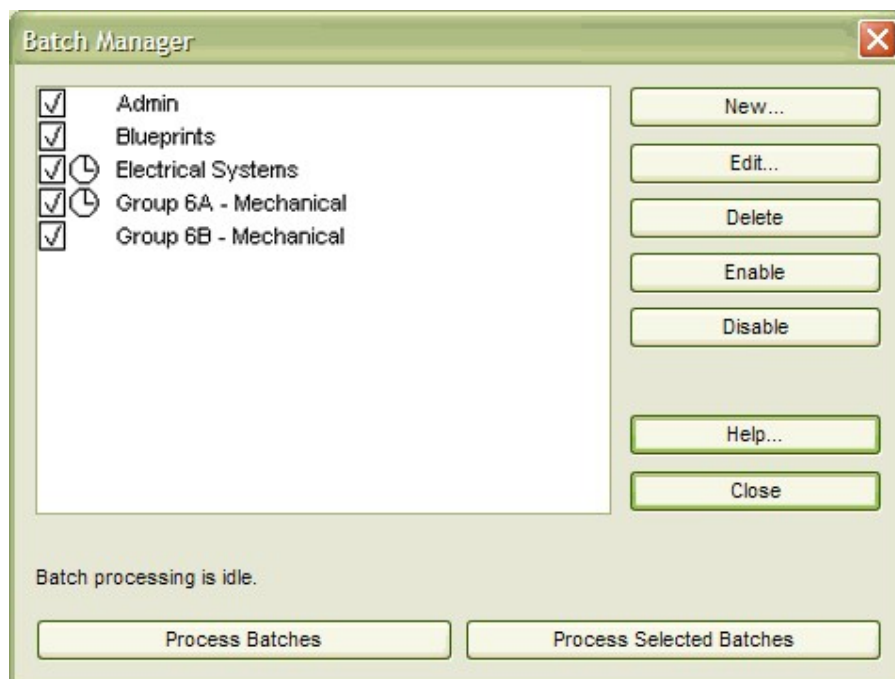 Batch Manager
Admin
Blueprints
Electrical Systems
Group 6A - Mechanical
Group 6B - Mechanical
New...
Edit...
Delete
Enable
Disable
Help...
Close
Batch processing is idle.
Process Batches
Process Selected Batches